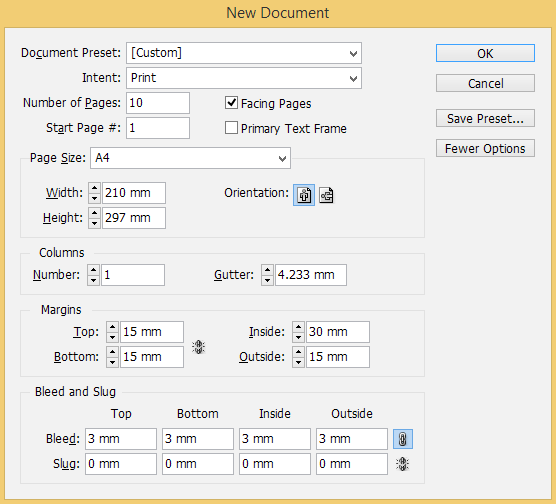 New Document
Document Preset: [Custom] OK
Intent: Print Cancel
Number of Pages: 10 Facing Pages Save Preset...
Start Page #: 1 Primary Text Frame
Fewer Options
Page Size: A4
Width: 210 mm Orientation:
Height: 297 mm
Columns
Number: 1 Gutter: 4.233 mm
Margins
Top: 15 mm Inside: 30 mm
Bottom: 15 mm Outside: 15 mm
Bleed and Slug
Top Bottom Inside Outside
Bleed: 3 mm 3 mm 3 mm 3 mm
Slug: 0 mm 0 mm 0 mm 0 mm